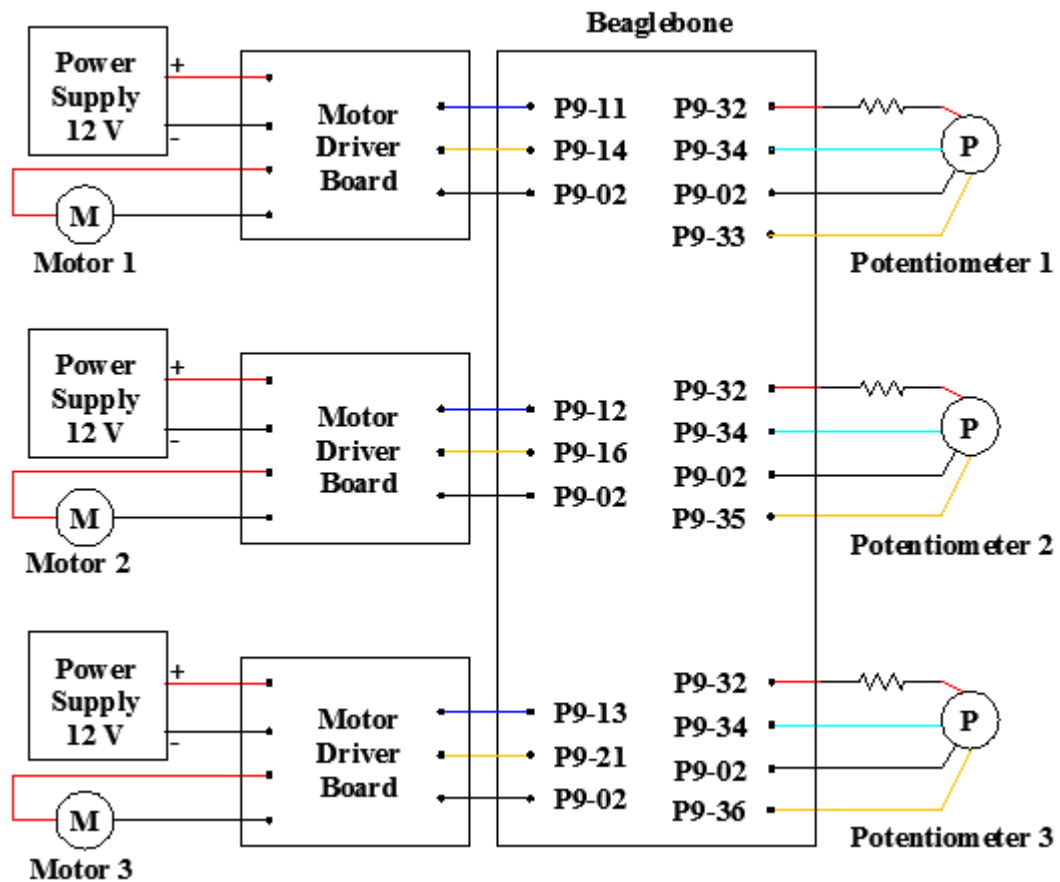 Beaglebone
Power
Supply
12 V
+
-
Motor
Driver
Board
P9-11
P9-14
P9-02
P9-32
P9-34
P9-02
P9-33
P
M
Motor 1
Potentiometer 1
Power
Supply
12 V
+
-
Motor
Driver
Board
P9-12
P9-16
P9-02
P9-32
P9-34
P9-02
P9-35
P
M
Motor 2
Potentiometer 2
Power
Supply
12 V
+
-
Motor
Driver
Board
P9-13
P9-21
P9-02
P9-32
P9-34
P9-02
P9-36
P
M
Motor 3
Potentiometer 3